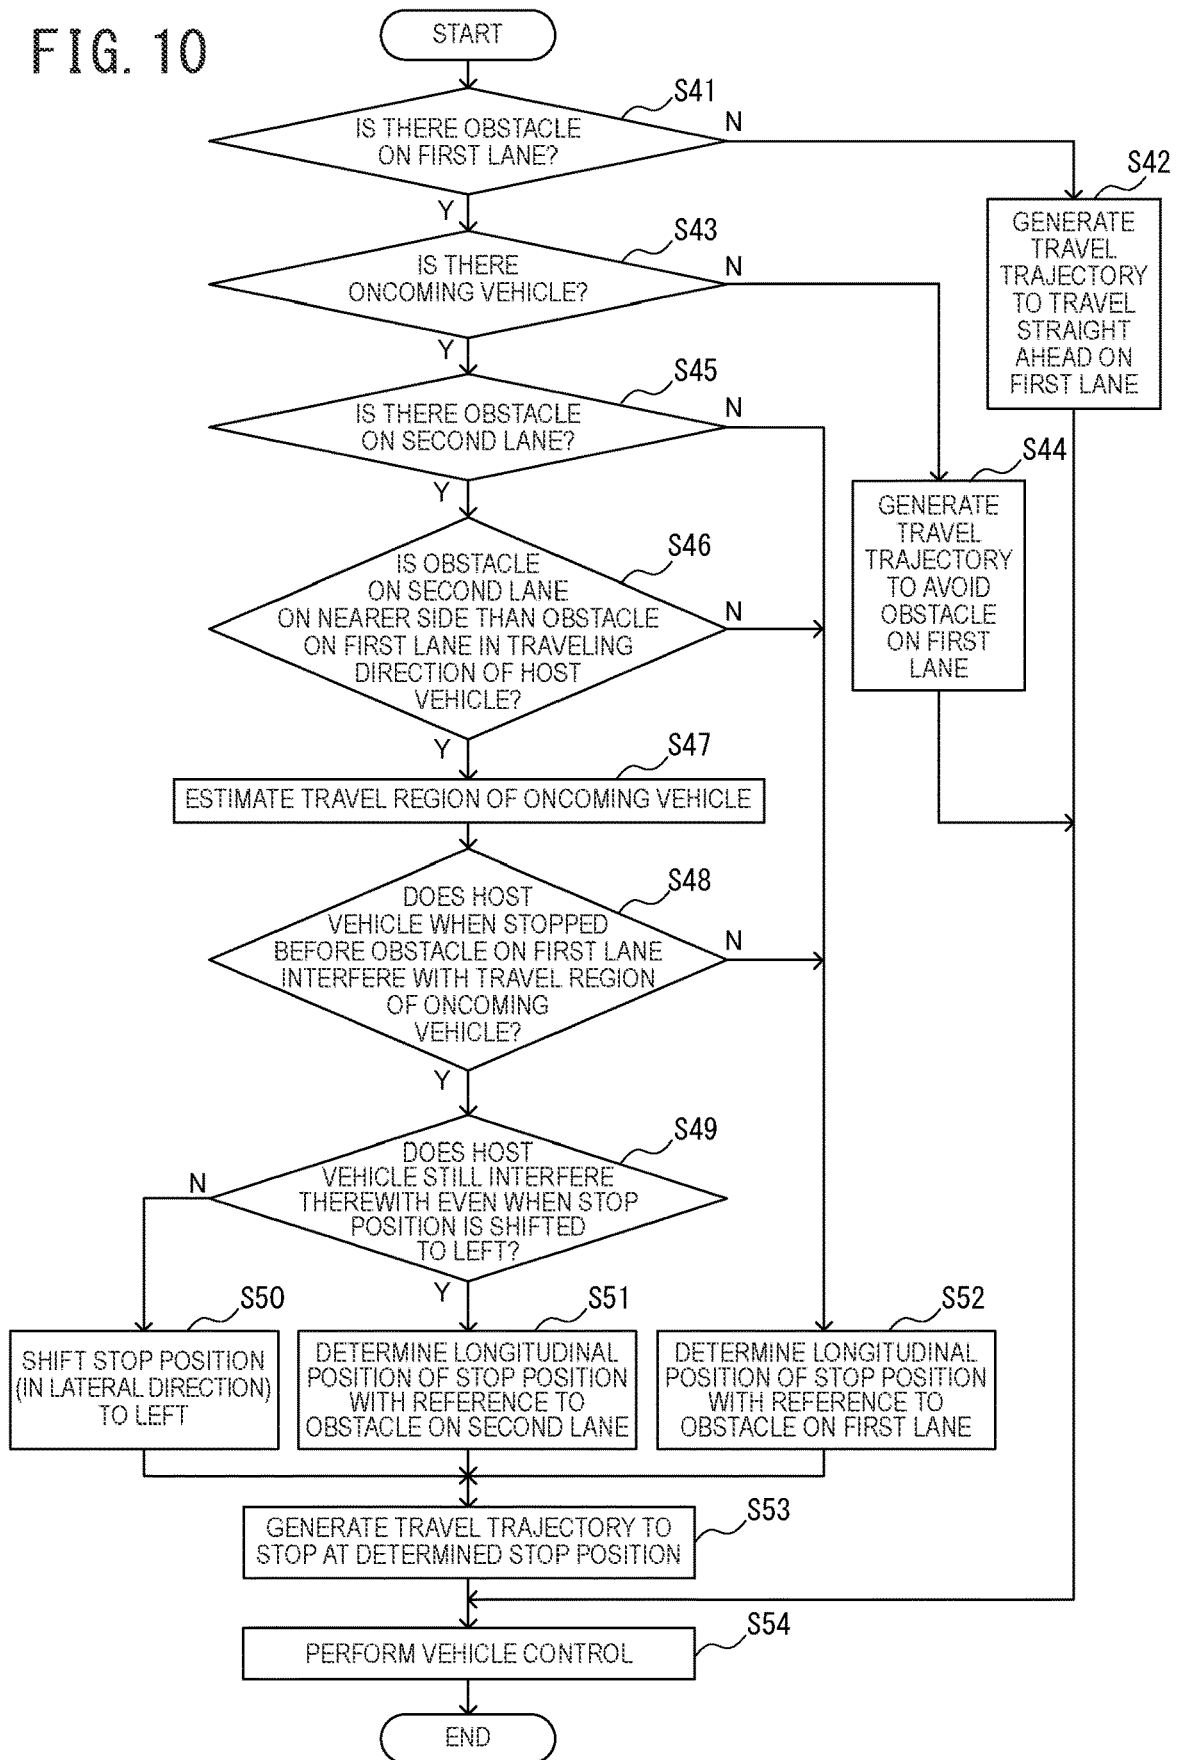 FIG. 10
START
S41
IS THERE OBSTACLE
ON FIRST LANE?
N
Y
S42
GENERATE
TRAVEL
TRAJECTORY
TO TRAVEL
STRAIGHT
AHEAD ON
FIRST LANE
S43
IS THERE
ONCOMING VEHICLE?
N
Y
S44
GENERATE
TRAVEL
TRAJECTORY
TO AVOID
OBSTACLE
ON FIRST
LANE
S45
IS THERE OBSTACLE
ON SECOND LANE?
N
Y
S46
IS OBSTACLE
ON SECOND LANE
ON NEARER SIDE THAN OBSTACLE
ON FIRST LANE IN TRAVELING
DIRECTION OF HOST
VEHICLE?
N
Y
S47
ESTIMATE TRAVEL REGION OF ONCOMING VEHICLE
S48
DOES HOST
VEHICLE WHEN STOPPED
BEFORE OBSTACLE ON FIRST LANE
INTERFERE WITH TRAVEL REGION
OF ONCOMING
VEHICLE?
N
Y
S49
DOES HOST
VEHICLE STILL INTERFERE
THEREWITH EVEN WHEN STOP
POSITION IS SHIFTED
TO LEFT?
N
Y
S50
SHIFT STOP POSITION
(IN LATERAL DIRECTION)
TO LEFT
S51
DETERMINE LONGITUDINAL
POSITION OF STOP POSITION
WITH REFERENCE TO
OBSTACLE ON SECOND LANE
S52
DETERMINE LONGITUDINAL
POSITION OF STOP POSITION
WITH REFERENCE TO
OBSTACLE ON FIRST LANE
S53
GENERATE TRAVEL TRAJECTORY TO
STOP AT DETERMINED STOP POSITION
S54
PERFORM VEHICLE CONTROL
END